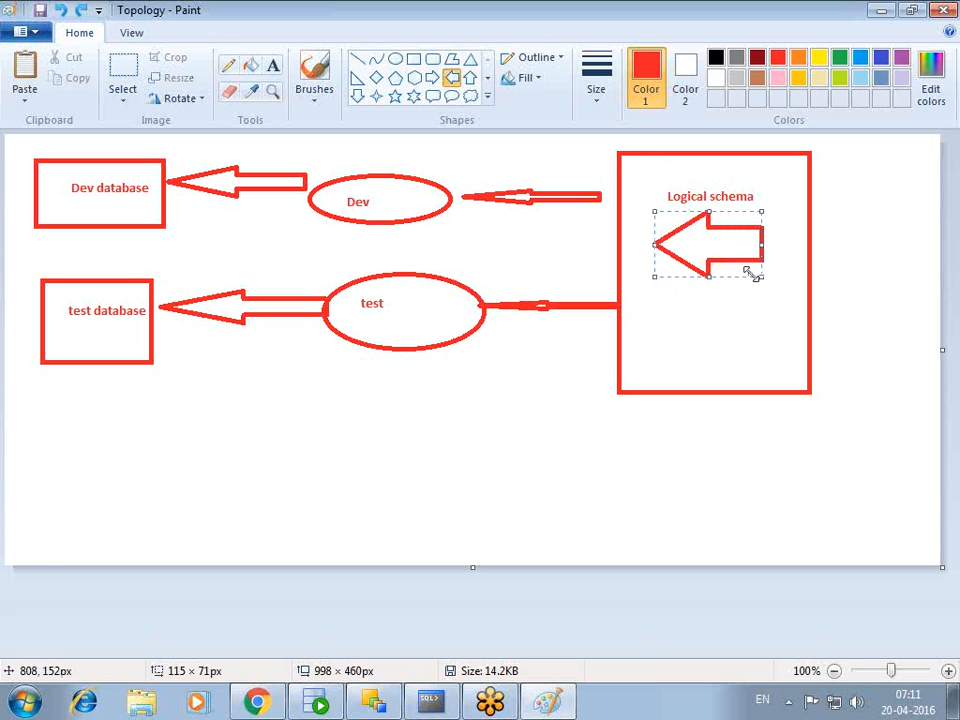 Topology - Paint
Home
View
Paste
Cut
Copy
Clipboard
Select
Crop
Resize
Rotate
Image
A
Tools
Brushes
Outline
Fill
Shapes
Size
Color 1
Color 2
Edit colors
Colors
Dev database
Dev
Logical schema
test database
test
808, 152px
115 × 71px
998 × 460px
Size: 14.2KB
100%
SQL>
EN
07:11
20-04-2016